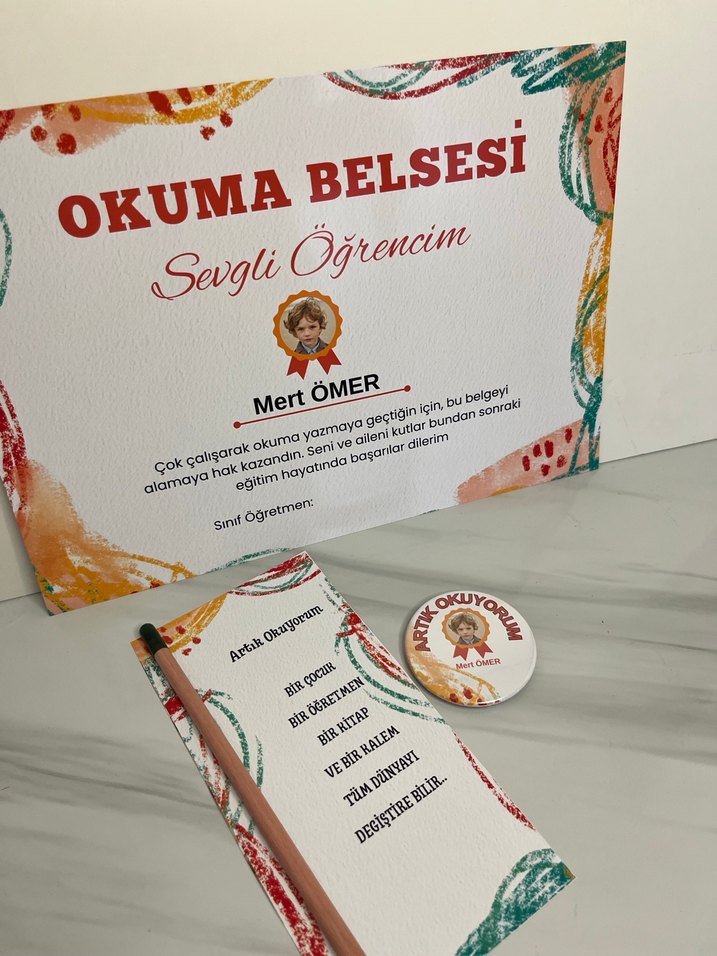 OKUMA BELSESİ
Sevgli Öğrencim
Mert ÖMER
Çok çalışarak okuma yazmaya geçtiğin için, bu belgeyi
alamaya hak kazandın. Seni ve aileni kutlar bundan sonraki
eğitim hayatında başarılar dilerim
Sınıf Öğretmen:
Artık Okuyorum
BİR ÇOCUK
BİR ÖĞRETMEN
BİR KİTAP
VE BİR KALEM
TÜM DÜNYAYI
DEGİŞTİRE BİLİR..
ARTIK OKUYORUM
Mert ÖMER